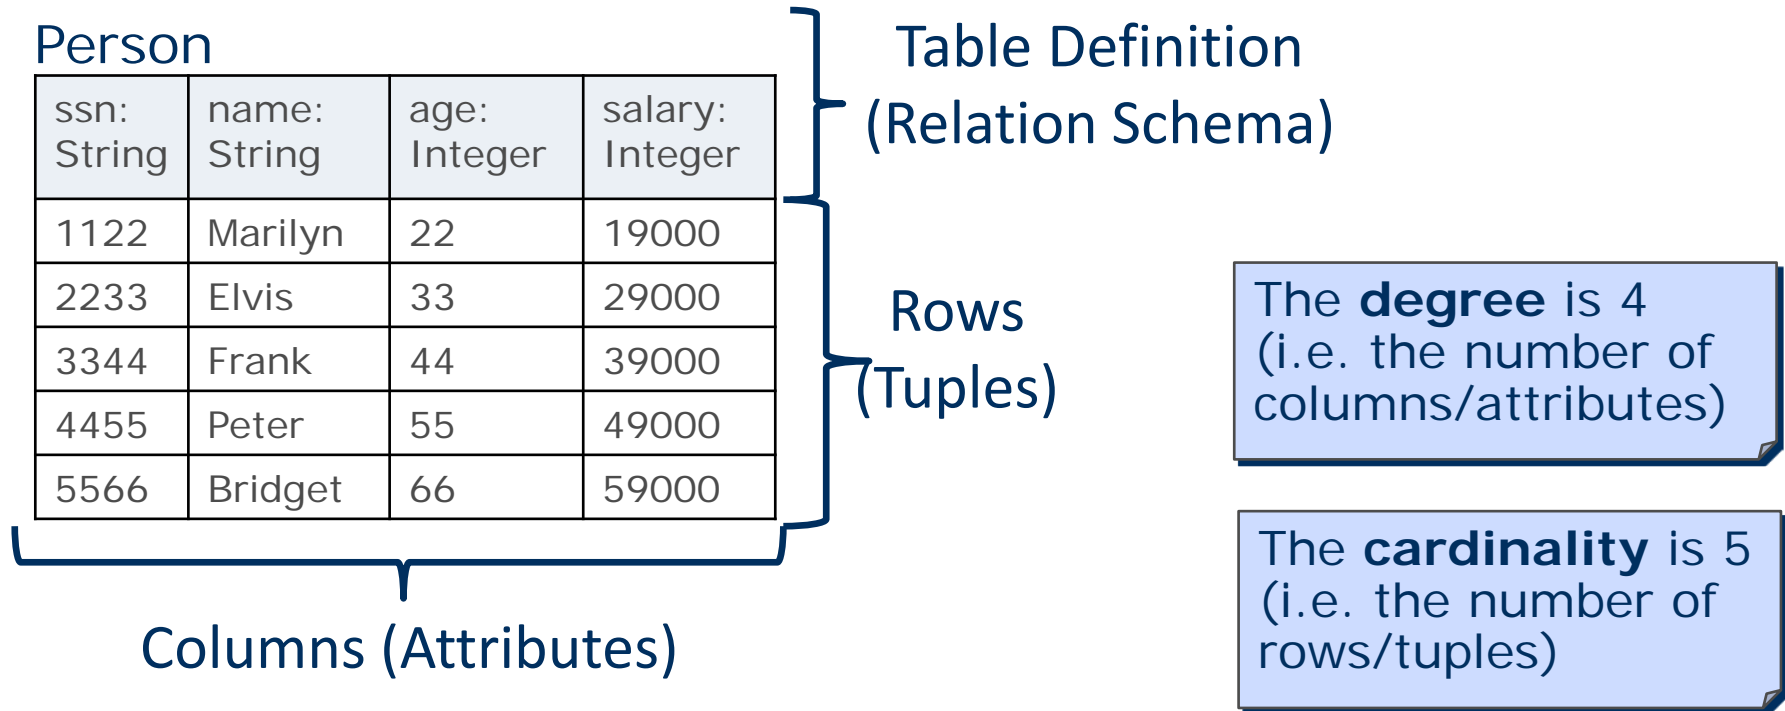 Person
ssn: String name: String age: Integer salary: Integer
1122 Marilyn 22 19000
2233 Elvis 33 29000
3344 Frank 44 39000
4455 Peter 55 49000
5566 Bridget 66 59000
Columns (Attributes)
Table Definition
(Relation Schema)
Rows
(Tuples)
The degree is 4
(i.e. the number of
columns/attributes)
The cardinality is 5
(i.e. the number of
rows/tuples)